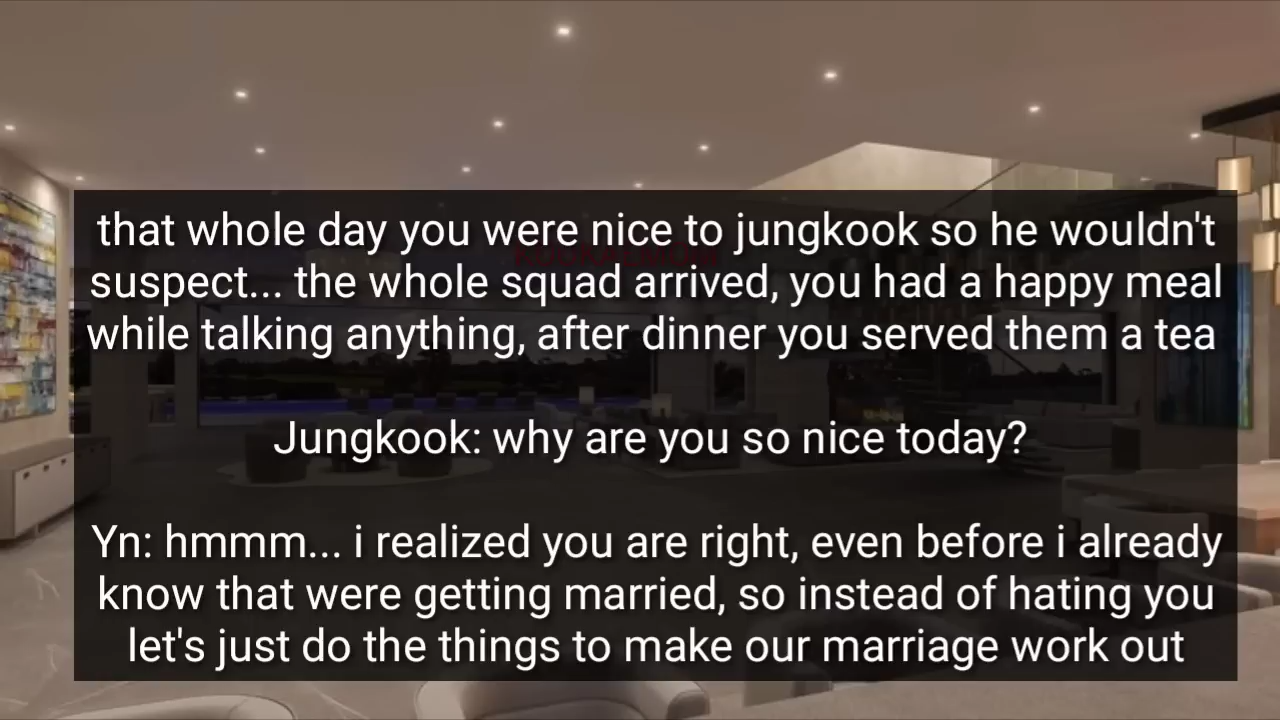 that whole day you were nice to jungkook so he wouldn't
suspect... the whole squad arrived, you had a happy meal
while talking anything, after dinner you served them a tea
Jungkook: why are you so nice today?
Yn: hmmm... i realized you are right, even before i already
know that were getting married, so instead of hating you
let's just do the things to make our marriage work out